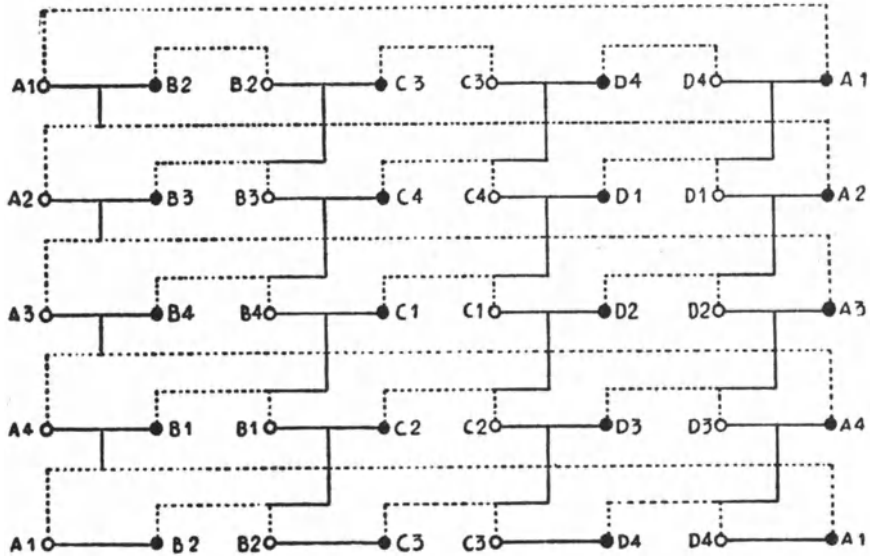 A1 B2 B2 C3 C3 D4 D4 A1
A2 B3 B3 C4 C4 D1 D1 A2
A3 B4 B4 C1 C1 D2 D2 A3
A4 B1 B1 C2 C2 D3 D3 A4
A1 B2 B2 C3 C3 D4 D4 A1